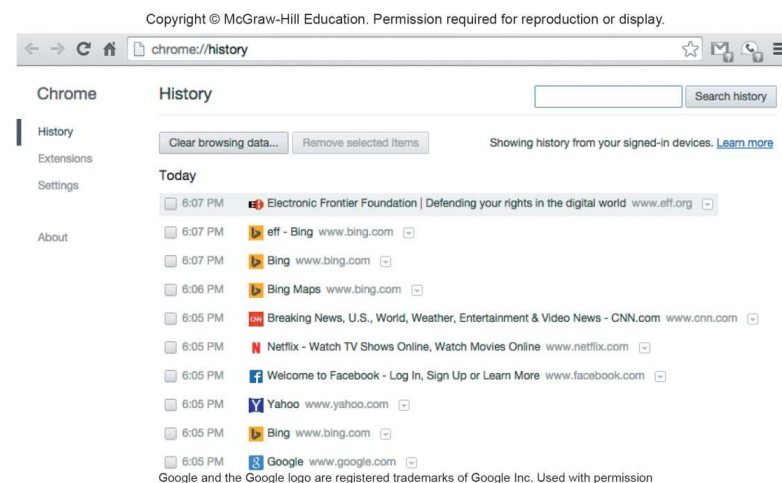 Copyright © McGraw-Hill Education. Permission required for reproduction or display.
chrome://history
Chrome
History
Search history
History
Extensions
Settings
About
Clear browsing data...
Remove selected items
Showing history from your signed-in devices. Learn more
Today
6:07 PM Electronic Frontier Foundation | Defending your rights in the digital world www.eff.org
6:07 PM eff - Bing www.bing.com
6:07 PM Bing www.bing.com
6:06 PM Bing Maps www.bing.com
6:05 PM CNN Breaking News, U.S., World, Weather, Entertainment & Video News - CNN.com www.cnn.com
6:05 PM N Netflix - Watch TV Shows Online, Watch Movies Online www.netflix.com
6:05 PM f Welcome to Facebook - Log In, Sign Up or Learn More www.facebook.com
6:05 PM Y Yahoo www.yahoo.com
6:05 PM Bing www.bing.com
6:05 PM 8 Google www.google.com
Google and the Google logo are registered trademarks of Google Inc. Used with permission